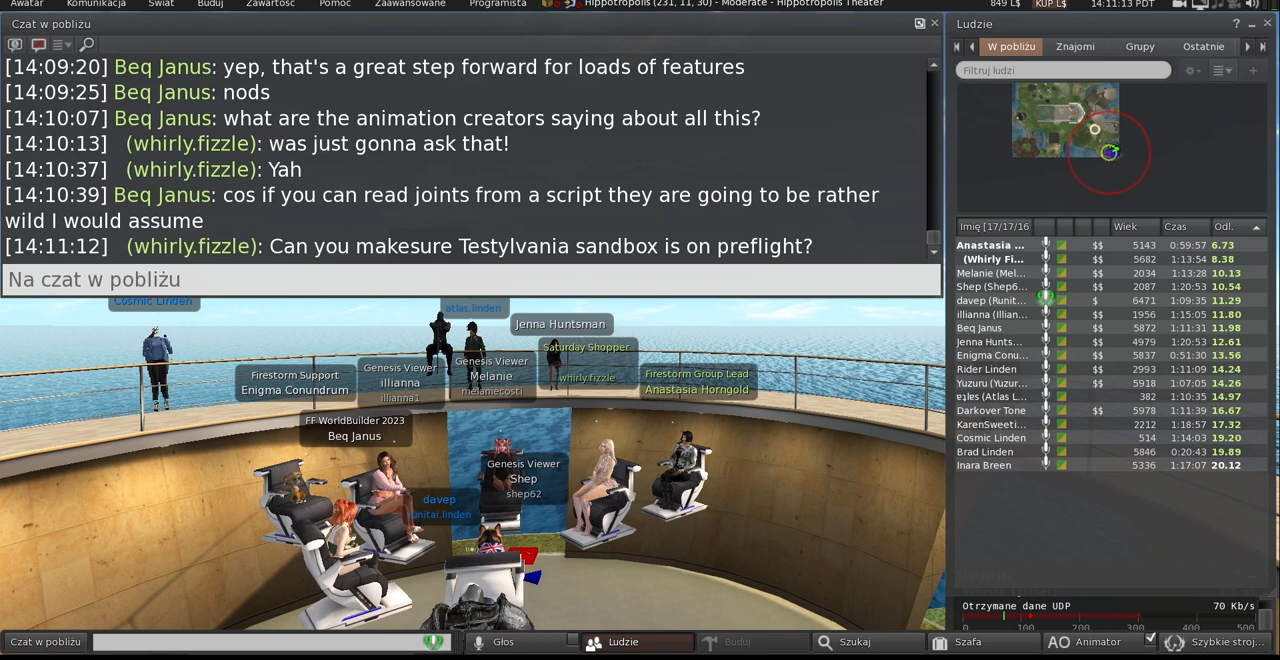 Awatar Komunikacja Świat Buduj Zawartość Pomoc Zaawansowane Programista Hippotropolis (231, 11, 30) - Moderate - Hippotropolis Theater 849 L$ KUP L$ 14:11:13 PDT
Czat w pobliżu
[14:09:20] Beq Janus: yep, that's a great step forward for loads of features
[14:09:25] Beq Janus: nods
[14:10:07] Beq Janus: what are the animation creators saying about all this?
[14:10:13] (whirly.fizzle): was just gonna ask that!
[14:10:37] (whirly.fizzle): Yah
[14:10:39] Beq Janus: cos if you can read joints from a script they are going to be rather
wild I would assume
[14:11:12] (whirly.fizzle): Can you makesure Testylvania sandbox is on preflight?
Na czat w pobliżu
Cosmic Linden
atlas.linden
Jenna Huntsman
Saturday Shopper
whirly.fizzle
Firestorm Support
Enigma Conundrum
Genesis Viewer
illianna
illianna1
Genesis Viewer
Melanie
melaniecosti
Firestorm Group Lead
Anastasia Horngold
FF WorldBuilder 2023
Beq Janus
Genesis Viewer
Shep
shep62
davep
runitai.linden
Ludzie
?
W pobliżu Znajomi Grupy Ostatnie
Filtruj ludzi
Imię [17/17/16 Wiek Czas Odl.
Anastasia ... $$ 5143 0:59:57 6.73
(Whirly Fi... $$ 5682 1:13:54 8.38
Melanie (Mel... $$ 2034 1:13:28 10.13
Shep (Shep6... $$ 2087 1:20:53 10.54
davep (Runit... $ 6471 1:09:35 11.29
illianna (Illian... $$ 1956 1:15:05 11.80
Beq Janus $$ 5872 1:11:31 11.98
Jenna Hunts... $$ 4979 1:20:53 12.61
Enigma Conu... $$ 5837 0:51:30 13.56
Rider Linden $$ 2993 1:11:09 14.24
Yuzuru (Yuzur... $$ 5918 1:07:05 14.26
(Atlas L... 382 1:10:35 14.97
Darkover Tone $$ 5978 1:11:39 16.67
KarenSweeti... 2212 1:18:57 17.32
Cosmic Linden 514 1:14:03 19.20
Brad Linden 5846 0:20:43 19.89
Inara Breen 5336 1:17:07 20.12
Otrzymane dane UDP 70 Kb/s
0 100 200 300 400 500
Czat w pobliżu Głos Ludzie Buduj Szukaj Szafa AO Animator Szybkie stroj...